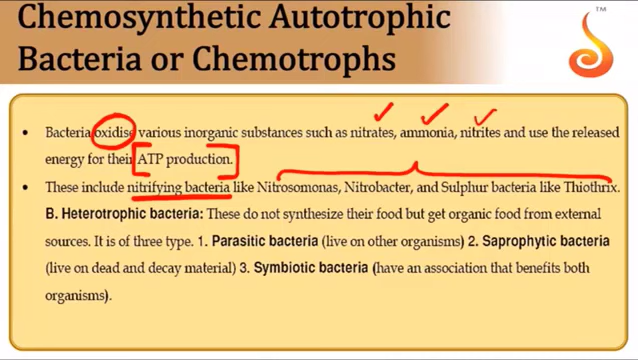 Chemosynthetic Autotrophic
Bacteria or Chemotrophs
TM
• Bacteria oxidise various inorganic substances such as nitrates, ammonia, nitrites and use the released
energy for their ATP production.
• These include nitrifying bacteria like Nitrosomonas, Nitrobacter, and Sulphur bacteria like Thiothrix.
B. Heterotrophic bacteria: These do not synthesize their food but get organic food from external
sources. It is of three type. 1. Parasitic bacteria (live on other organisms) 2. Saprophytic bacteria
(live on dead and decay material) 3. Symbiotic bacteria (have an association that benefits both
organisms).